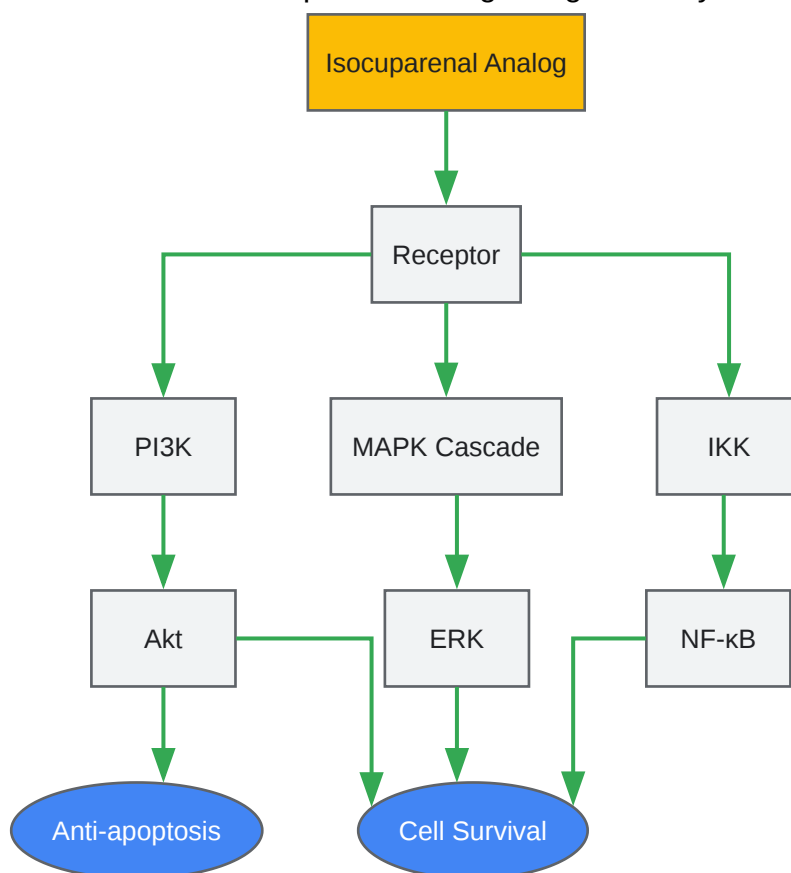 Isocuparenal Analog
Receptor
PI3K
MAPK Cascade
IKK
Akt
ERK
NF-κB
Anti-apoptosis
Cell Survival